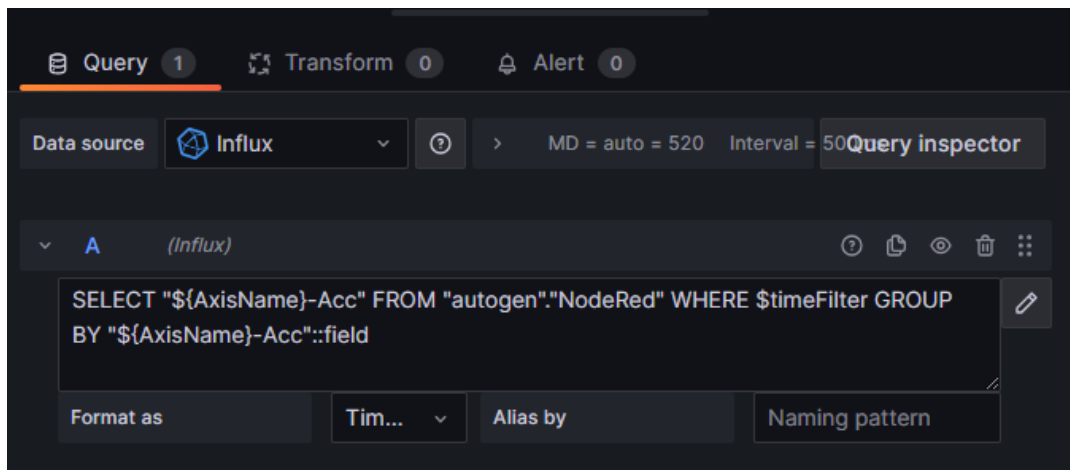 Query 1 Transform 0 Alert 0
Data source Influx MD = auto = 520 Interval = 500ms Query inspector
A (Influx)
SELECT "${AxisName}-Acc" FROM "autogen"."NodeRed" WHERE $timeFilter GROUP
BY "${AxisName}-Acc"::field
Format as Tim... Alias by Naming pattern